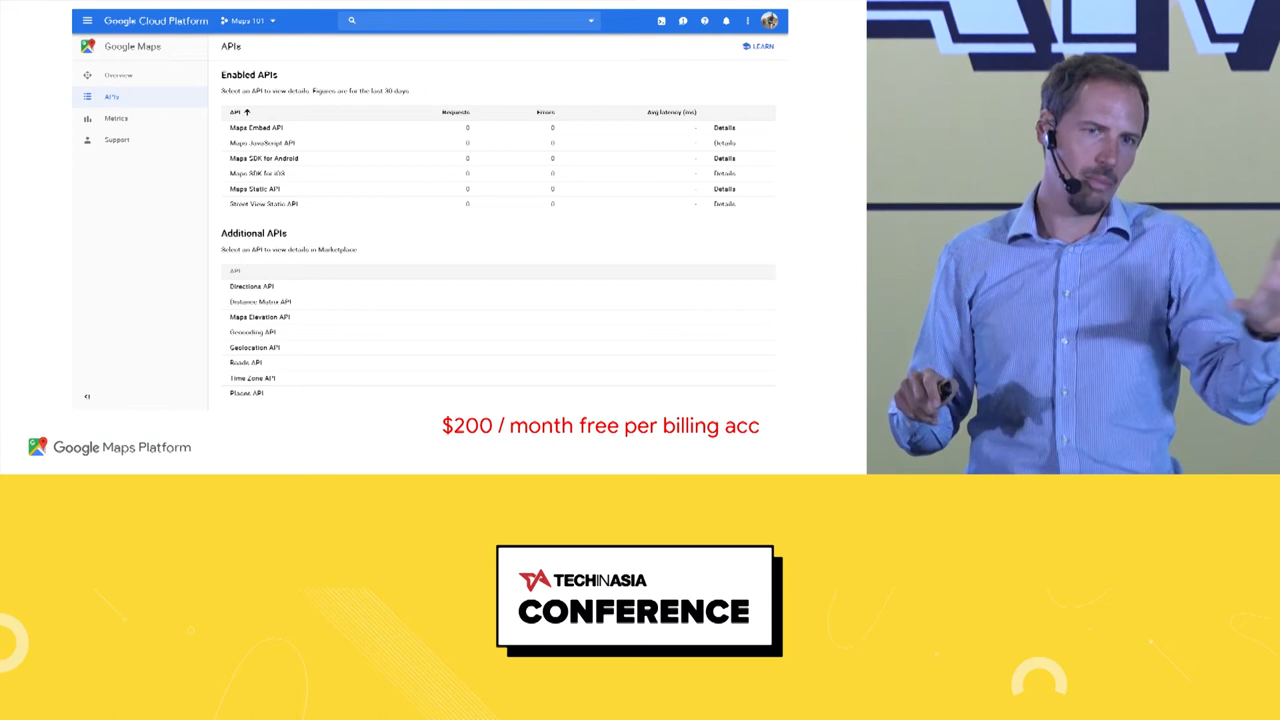 Google Cloud Platform Maps 101
Google Maps APIs LEARN
Overview
APIs
Metrics
Support
Enabled APIs
Select an API to view details. Figures are for the last 30 days.
API Requests Errors Avg latency (ms)
Maps Embed API 0 0 - Details
Maps JavaScript API 0 0 - Details
Maps SDK for Android 0 0 - Details
Maps SDK for iOS 0 0 - Details
Maps Static API 0 0 - Details
Street View Static API 0 0 - Details
Additional APIs
Select an API to view details in Marketplace
API
Directions API
Distance Matrix API
Maps Elevation API
Geocoding API
Geolocation API
Roads API
Time Zone API
Places API
$200 / month free per billing acc
Google Maps Platform
TECHINASIA
CONFERENCE